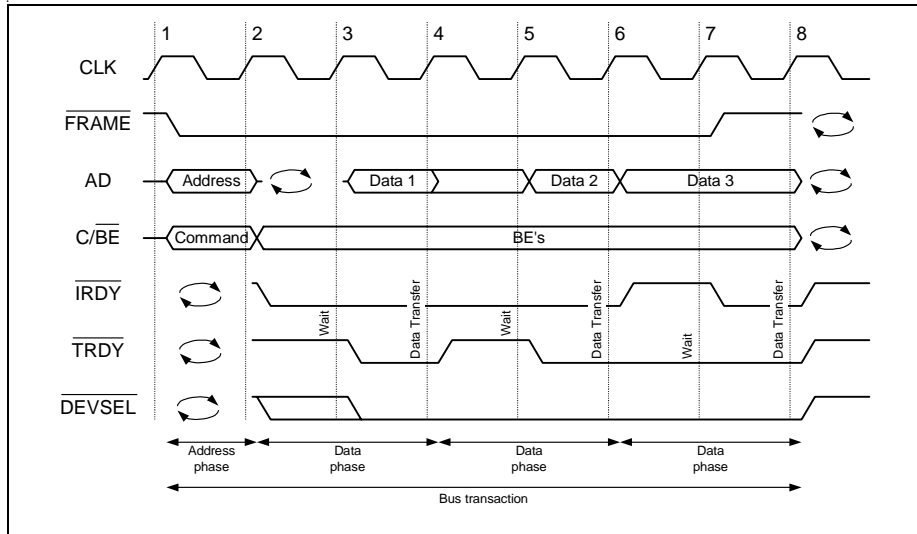 1 2 3 4 5 6 7 8
CLK
FRAME
AD Address Data 1 Data 2 Data 3
C/BE Command BE's
IRDY
Wait Data Transfer Wait Data Transfer Wait Data Transfer
TRDY
DEVSEL
Address Data Data Data
phase phase phase phase
Bus transaction